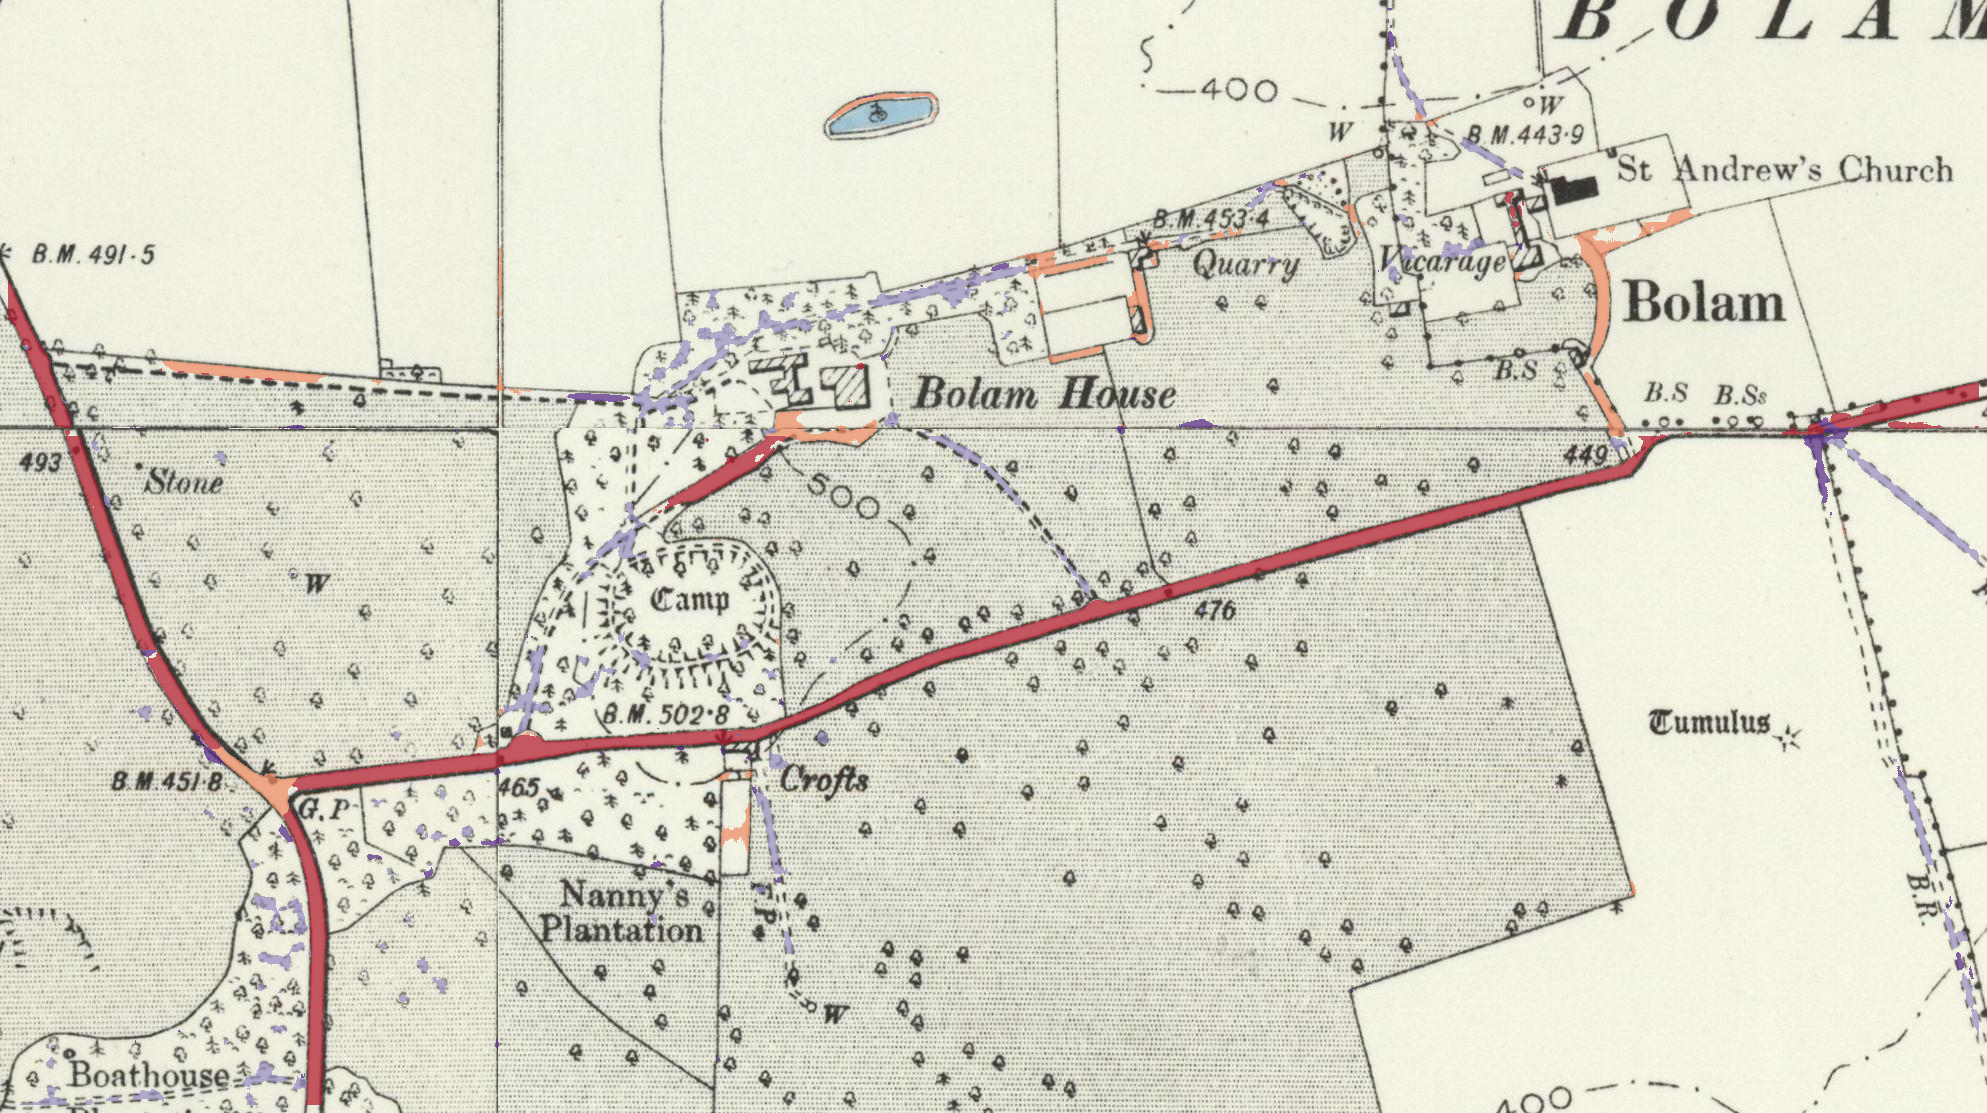 BOLAM
400
W
W
B.M.443·9
St Andrew's Church
B.M.453·4
B.M.491·5
Quarry
Vicarage
Bolam
B.S
B.S
B.Ss
Bolam House
449
493
Stone
500
W
Camp
476
B.M.502·8
Tumulus
B.M.451·8
465
Crofts
G.P
Nanny's
Plantation
F.P.
B.R.
W
Boathouse
400